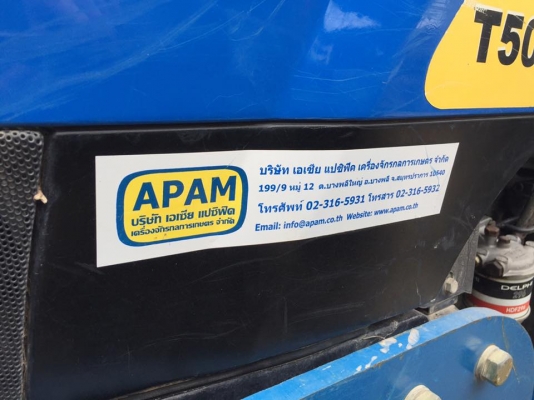 T50
APAM
บริษัท เอเซีย แปซิฟิค
เครื่องจักรกลการเกษตร จำกัด
บริษัท เอเซีย แปซิฟิค เครื่องจักรกลการเกษตร จำกัด
199/9 หมู่ 12 ต.บางพลีใหญ่ อ.บางพลี จ.สมุทรปราการ 10540
โทรศัพท์ 02-316-5931 โทรสาร 02-316-5932
Email: info@apam.co.th Website: www.apam.co.th